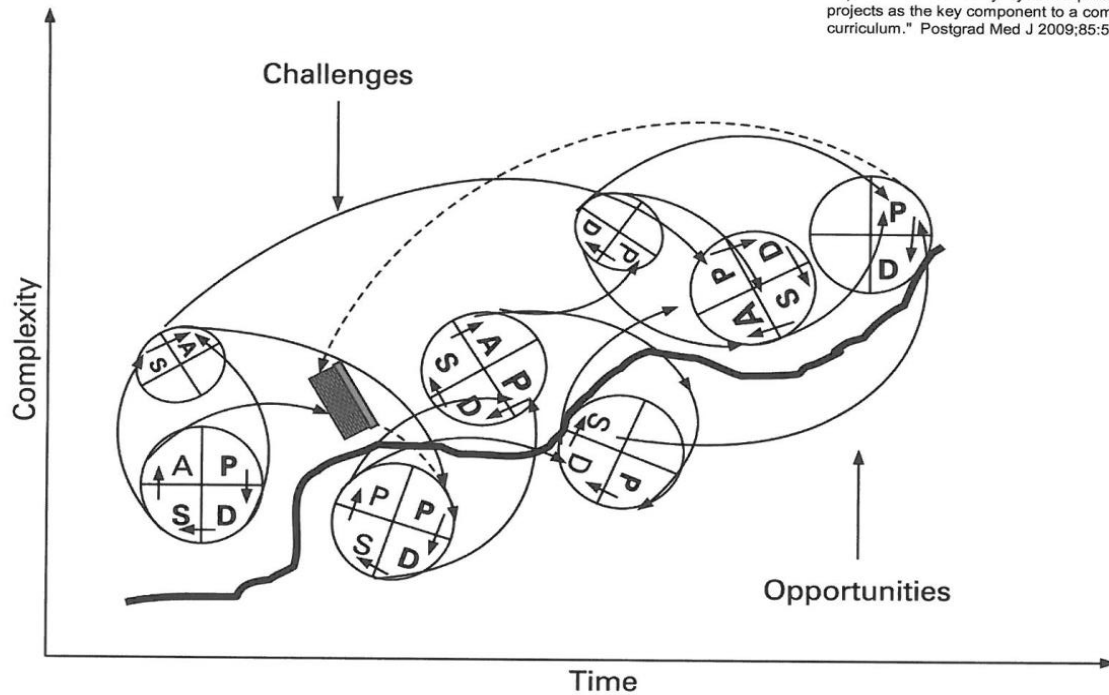 projects as the key component to a com
curriculum." Postgrad Med J 2009;85:5
Challenges
P
D
D
P
P D
A S
S A
A P
S D
S A
D P
S
D P
P P
S D
Complexity
Opportunities
Time